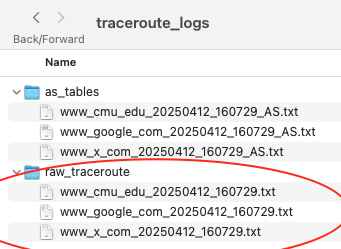 traceroute_logs
Back/Forward
Name
as_tables
www_cmu_edu_20250412_160729_AS.txt
www_google_com_20250412_160729_AS.txt
www_x_com_20250412_160729_AS.txt
raw_traceroute
www_cmu_edu_20250412_160729.txt
www_google_com_20250412_160729.txt
www_x_com_20250412_160729.txt